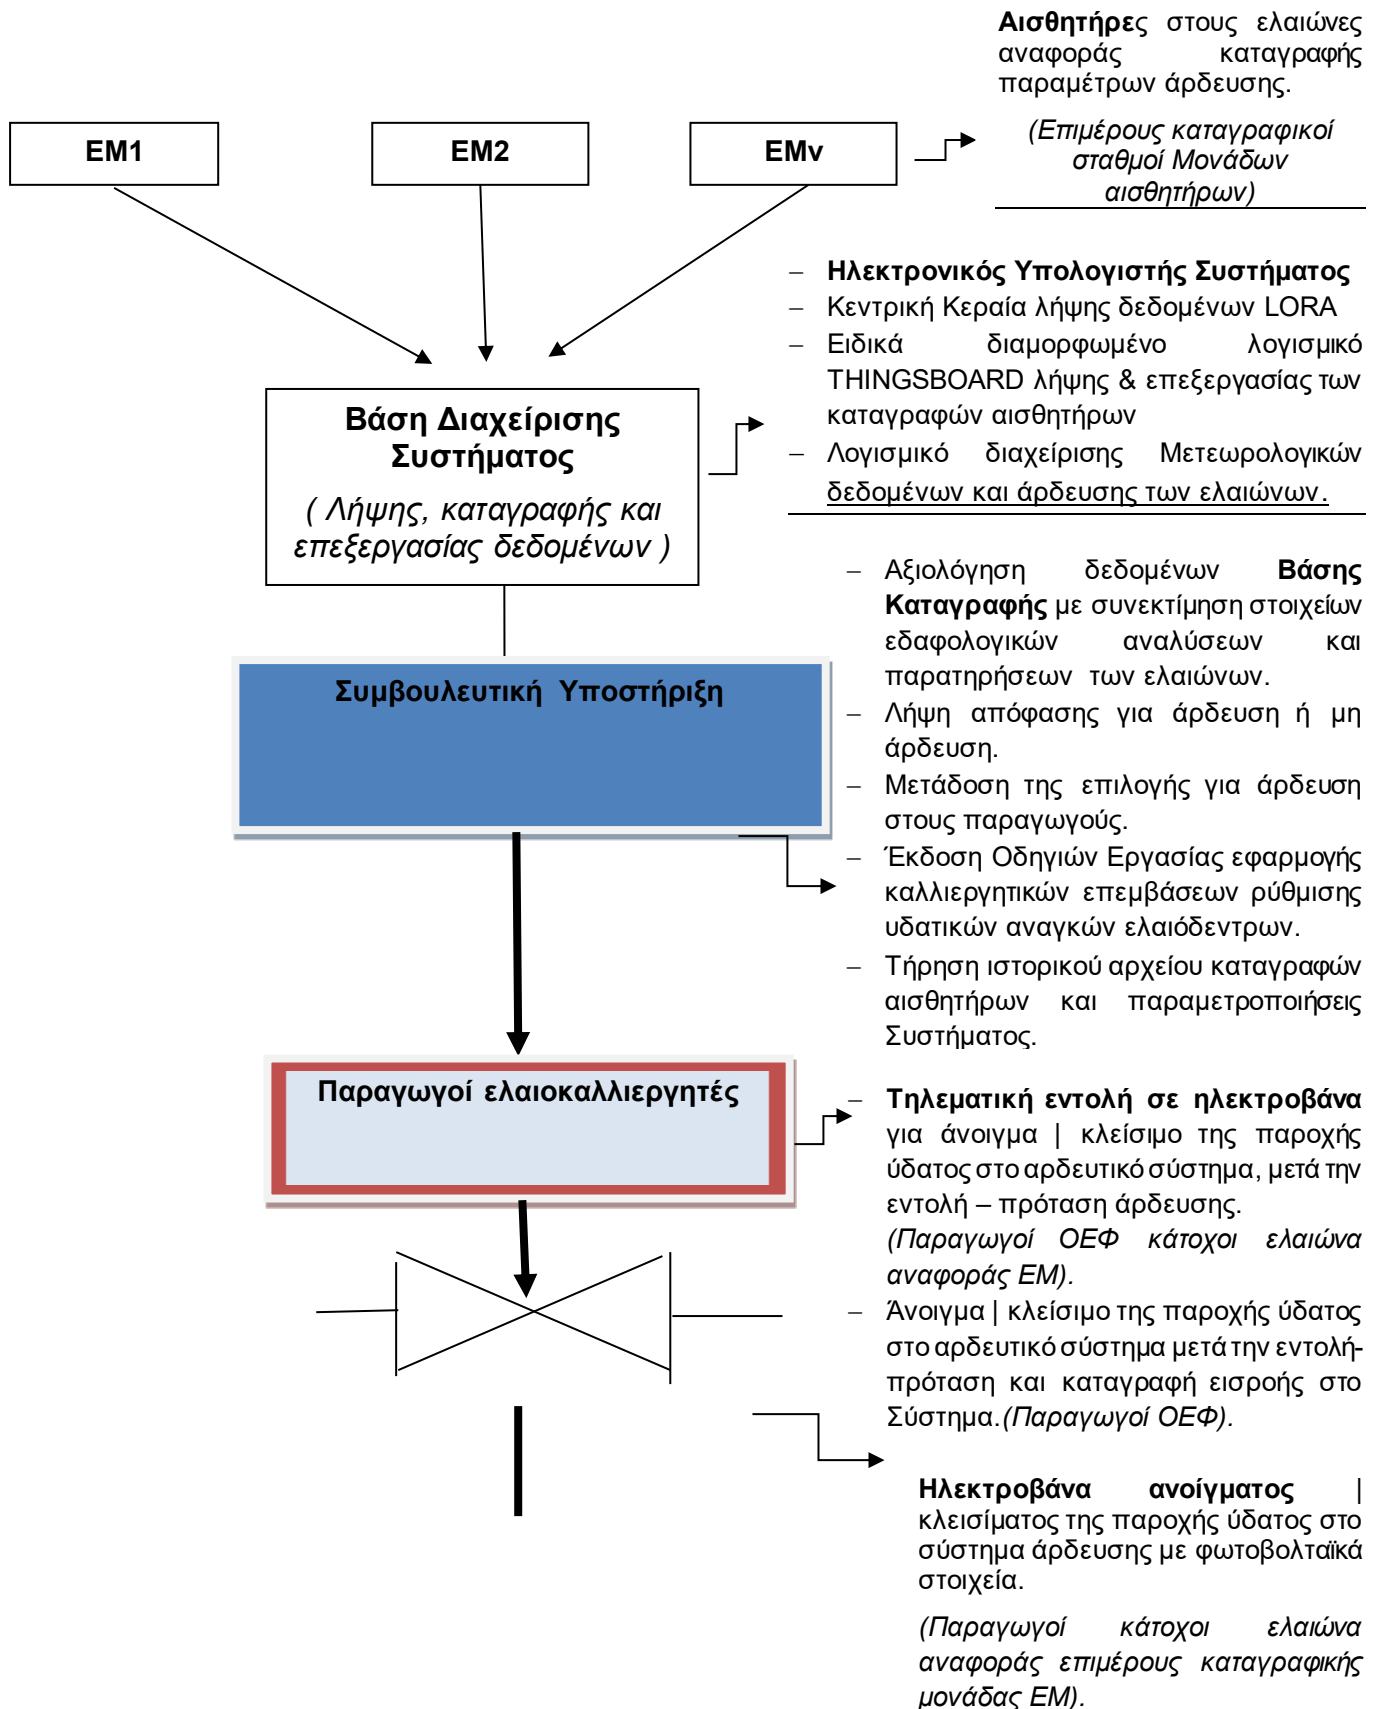 Αισθητήρες στους ελαιώνες
αναφοράς καταγραφής
παραμέτρων άρδευσης.
(Επιμέρους καταγραφικοί
σταθμοί Μονάδων
αισθητήρων)
ΕΜ1
ΕΜ2
ΕΜν
– Ηλεκτρονικός Υπολογιστής Συστήματος
– Κεντρική Κεραία λήψης δεδομένων LORA
– Ειδικά διαμορφωμένο λογισμικό
THINGSBOARD λήψης & επεξεργασίας των
καταγραφών αισθητήρων
– Λογισμικό διαχείρισης Μετεωρολογικών
δεδομένων και άρδευσης των ελαιώνων.
Βάση Διαχείρισης
Συστήματος
( Λήψης, καταγραφής και
επεξεργασίας δεδομένων )
– Αξιολόγηση δεδομένων Βάσης
Καταγραφής με συνεκτίμηση στοιχείων
εδαφολογικών αναλύσεων και
παρατηρήσεων των ελαιώνων.
– Λήψη απόφασης για άρδευση ή μη
άρδευση.
– Μετάδοση της επιλογής για άρδευση
στους παραγωγούς.
– Έκδοση Οδηγιών Εργασίας εφαρμογής
καλλιεργητικών επεμβάσεων ρύθμισης
υδατικών αναγκών ελαιόδεντρων.
– Τήρηση ιστορικού αρχείου καταγραφών
αισθητήρων και παραμετροποιήσεις
Συστήματος.
Συμβουλευτική Υποστήριξη
Παραγωγοί ελαιοκαλλιεργητές
– Τηλεματική εντολή σε ηλεκτροβάνα
για άνοιγμα | κλείσιμο της παροχής
ύδατος στο αρδευτικό σύστημα, μετά την
εντολή – πρόταση άρδευσης.
(Παραγωγοί ΟΕΦ κάτοχοι ελαιώνα
αναφοράς ΕΜ).
– Άνοιγμα | κλείσιμο της παροχής ύδατος
στο αρδευτικό σύστημα μετά την εντολή-
πρόταση και καταγραφή εισροής στο
Σύστημα.(Παραγωγοί ΟΕΦ).
Ηλεκτροβάνα ανοίγματος |
κλεισίματος της παροχής ύδατος στο
σύστημα άρδευσης με φωτοβολταϊκά
στοιχεία.
(Παραγωγοί κάτοχοι ελαιώνα
αναφοράς επιμέρους καταγραφικής
μονάδας ΕΜ).